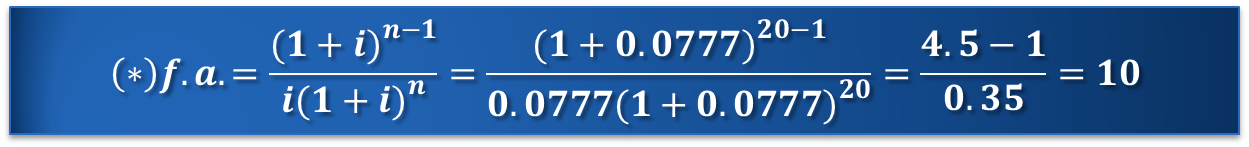 (∗)f.a.= (1 + i)^{n−1} / i(1 + i)^n = (1 + 0.0777)^{20−1} / 0.0777(1 + 0.0777)^{20} = 4.5 − 1 / 0.35 = 10